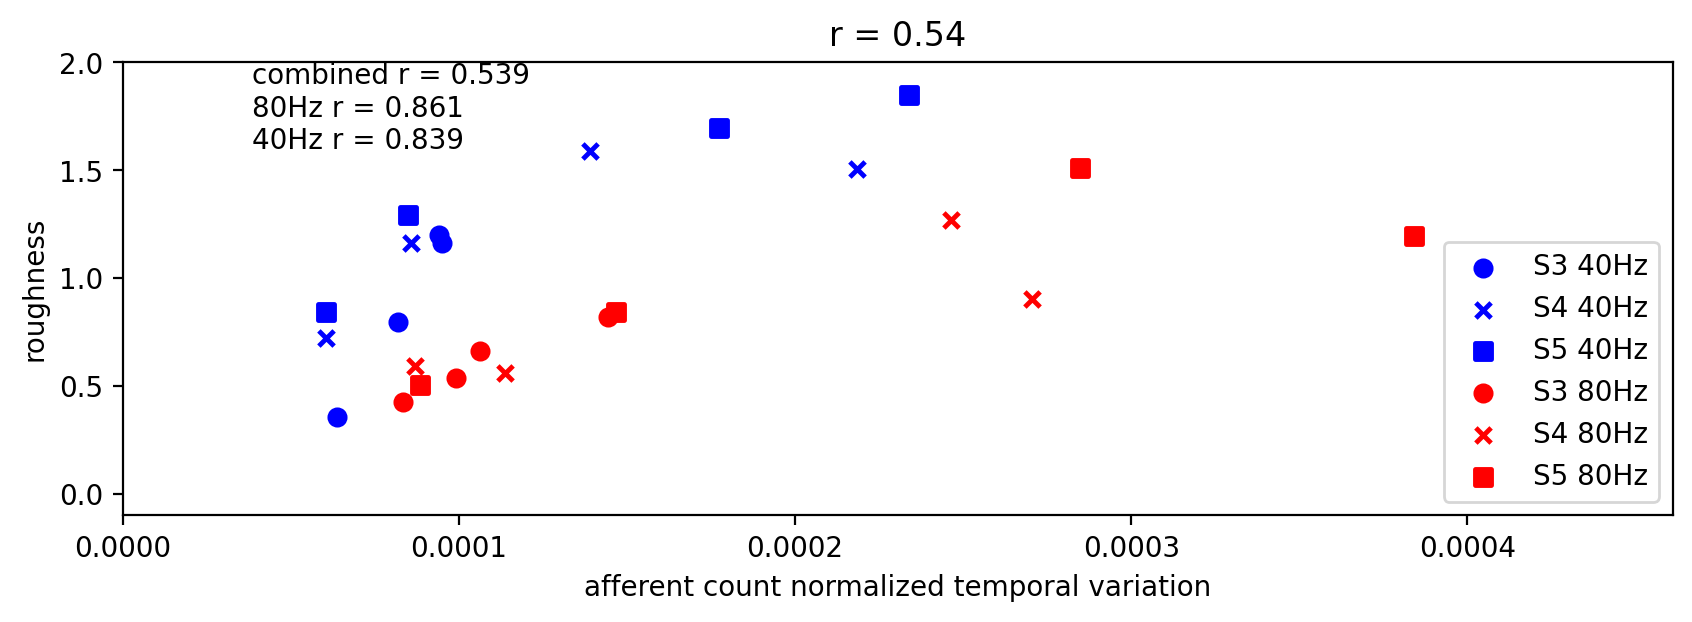 r = 0.54
combined r = 0.539
80Hz r = 0.861
40Hz r = 0.839
2.0
1.5
1.0
0.5
0.0
roughness
S3 40Hz
S4 40Hz
S5 40Hz
S3 80Hz
S4 80Hz
S5 80Hz
0.0000 0.0001 0.0002 0.0003 0.0004
afferent count normalized temporal variation